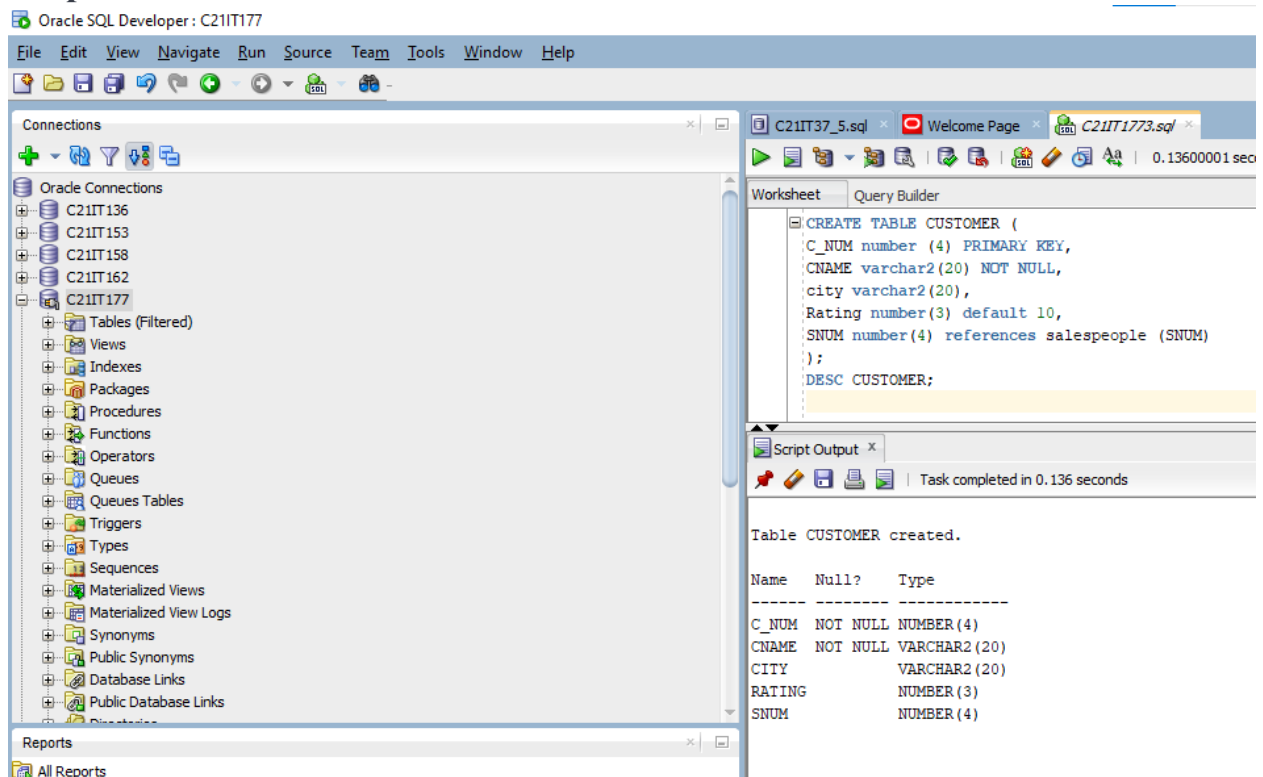 Oracle SQL Developer : C21IT177
File Edit View Navigate Run Source Team Tools Window Help
Connections
Oracle Connections
C21IT136
C21IT153
C21IT158
C21IT162
C21IT177
Tables (Filtered)
Views
Indexes
Packages
Procedures
Functions
Operators
Queues
Queues Tables
Triggers
Types
Sequences
Materialized Views
Materialized View Logs
Synonyms
Public Synonyms
Database Links
Public Database Links
Reports
All Reports
C21IT37_5.sql Welcome Page C21IT1773.sql
0.13600001 sec
Worksheet Query Builder
CREATE TABLE CUSTOMER (
C_NUM number (4) PRIMARY KEY,
CNAME varchar2(20) NOT NULL,
city varchar2(20),
Rating number(3) default 10,
SNUM number(4) references salespeople (SNUM)
);
DESC CUSTOMER;
Script Output
Task completed in 0.136 seconds
Table CUSTOMER created.
Name Null? Type
------ -------- ------------
C_NUM NOT NULL NUMBER(4)
CNAME NOT NULL VARCHAR2(20)
CITY VARCHAR2(20)
RATING NUMBER(3)
SNUM NUMBER(4)